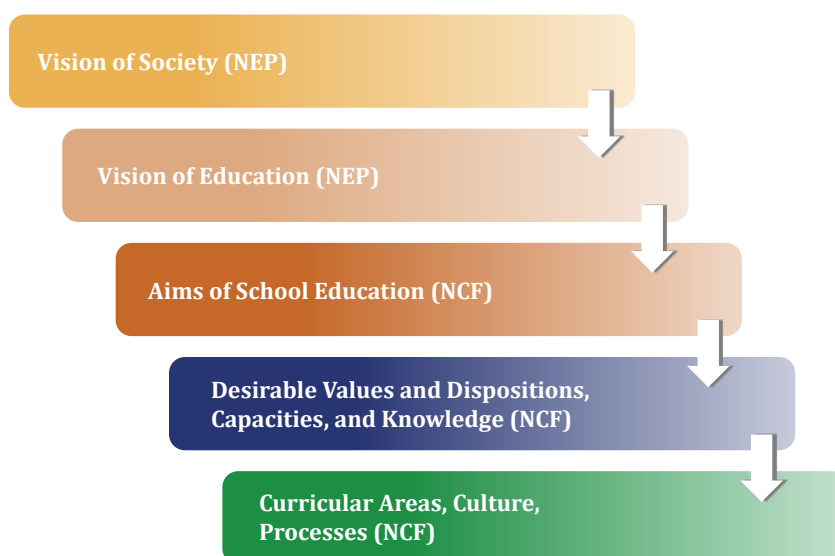 Vision of Society (NEP)
Vision of Education (NEP)
Aims of School Education (NCF)
Desirable Values and Dispositions,
Capacities, and Knowledge (NCF)
Curricular Areas, Culture,
Processes (NCF)